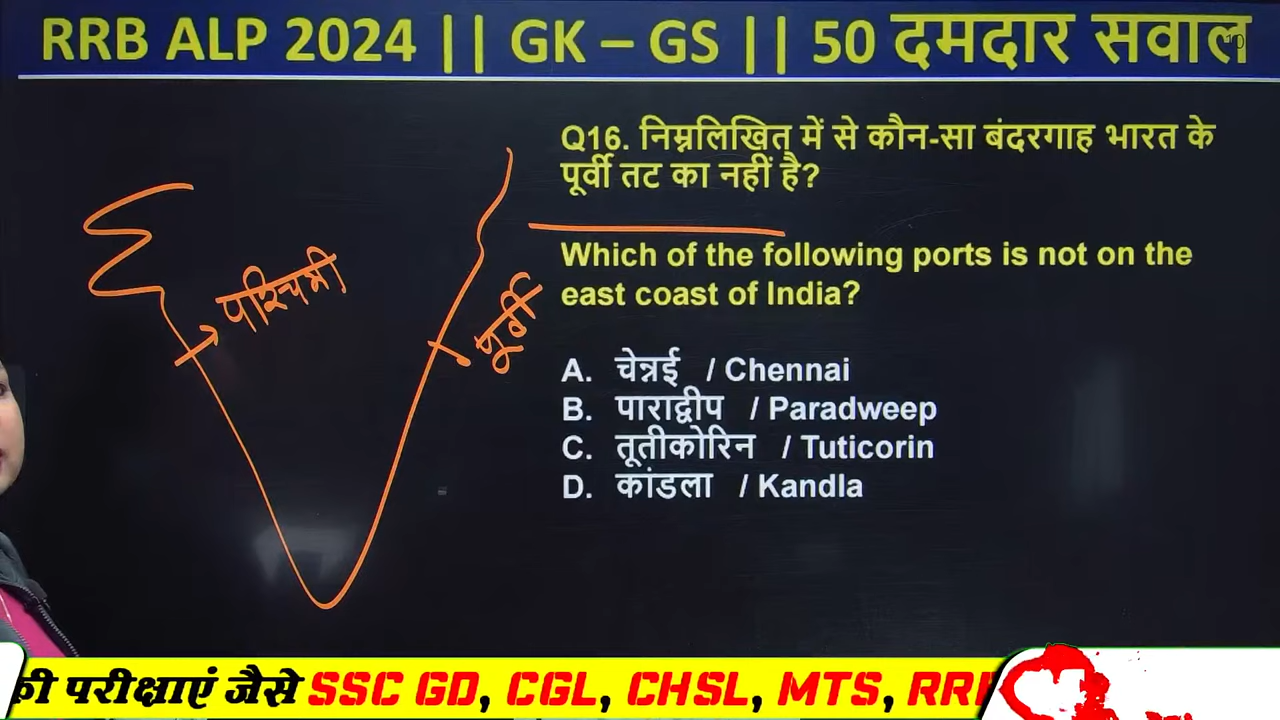 RRB ALP 2024 || GK – GS || 50 दमदार सवाल
Q16. निम्नलिखित में से कौन-सा बंदरगाह भारत के
पूर्वी तट का नहीं है?
Which of the following ports is not on the
east coast of India?
पश्चिमी
पूर्वी
A. चेन्नई / Chennai
B. पाराद्वीप / Paradweep
C. तूतीकोरिन / Tuticorin
D. कांडला / Kandla
की परीक्षाएं जैसे SSC GD, CGL, CHSL, MTS,